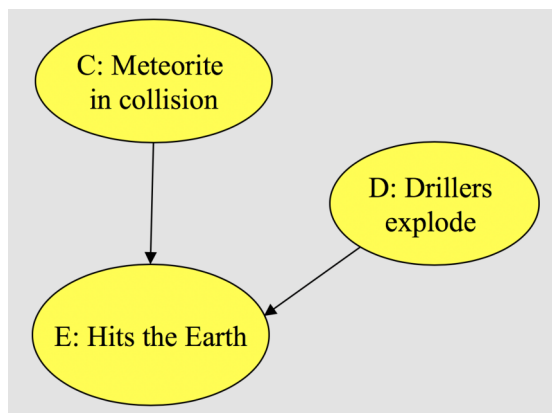 C: Meteorite
in collision
D: Drillers
explode
E: Hits the Earth